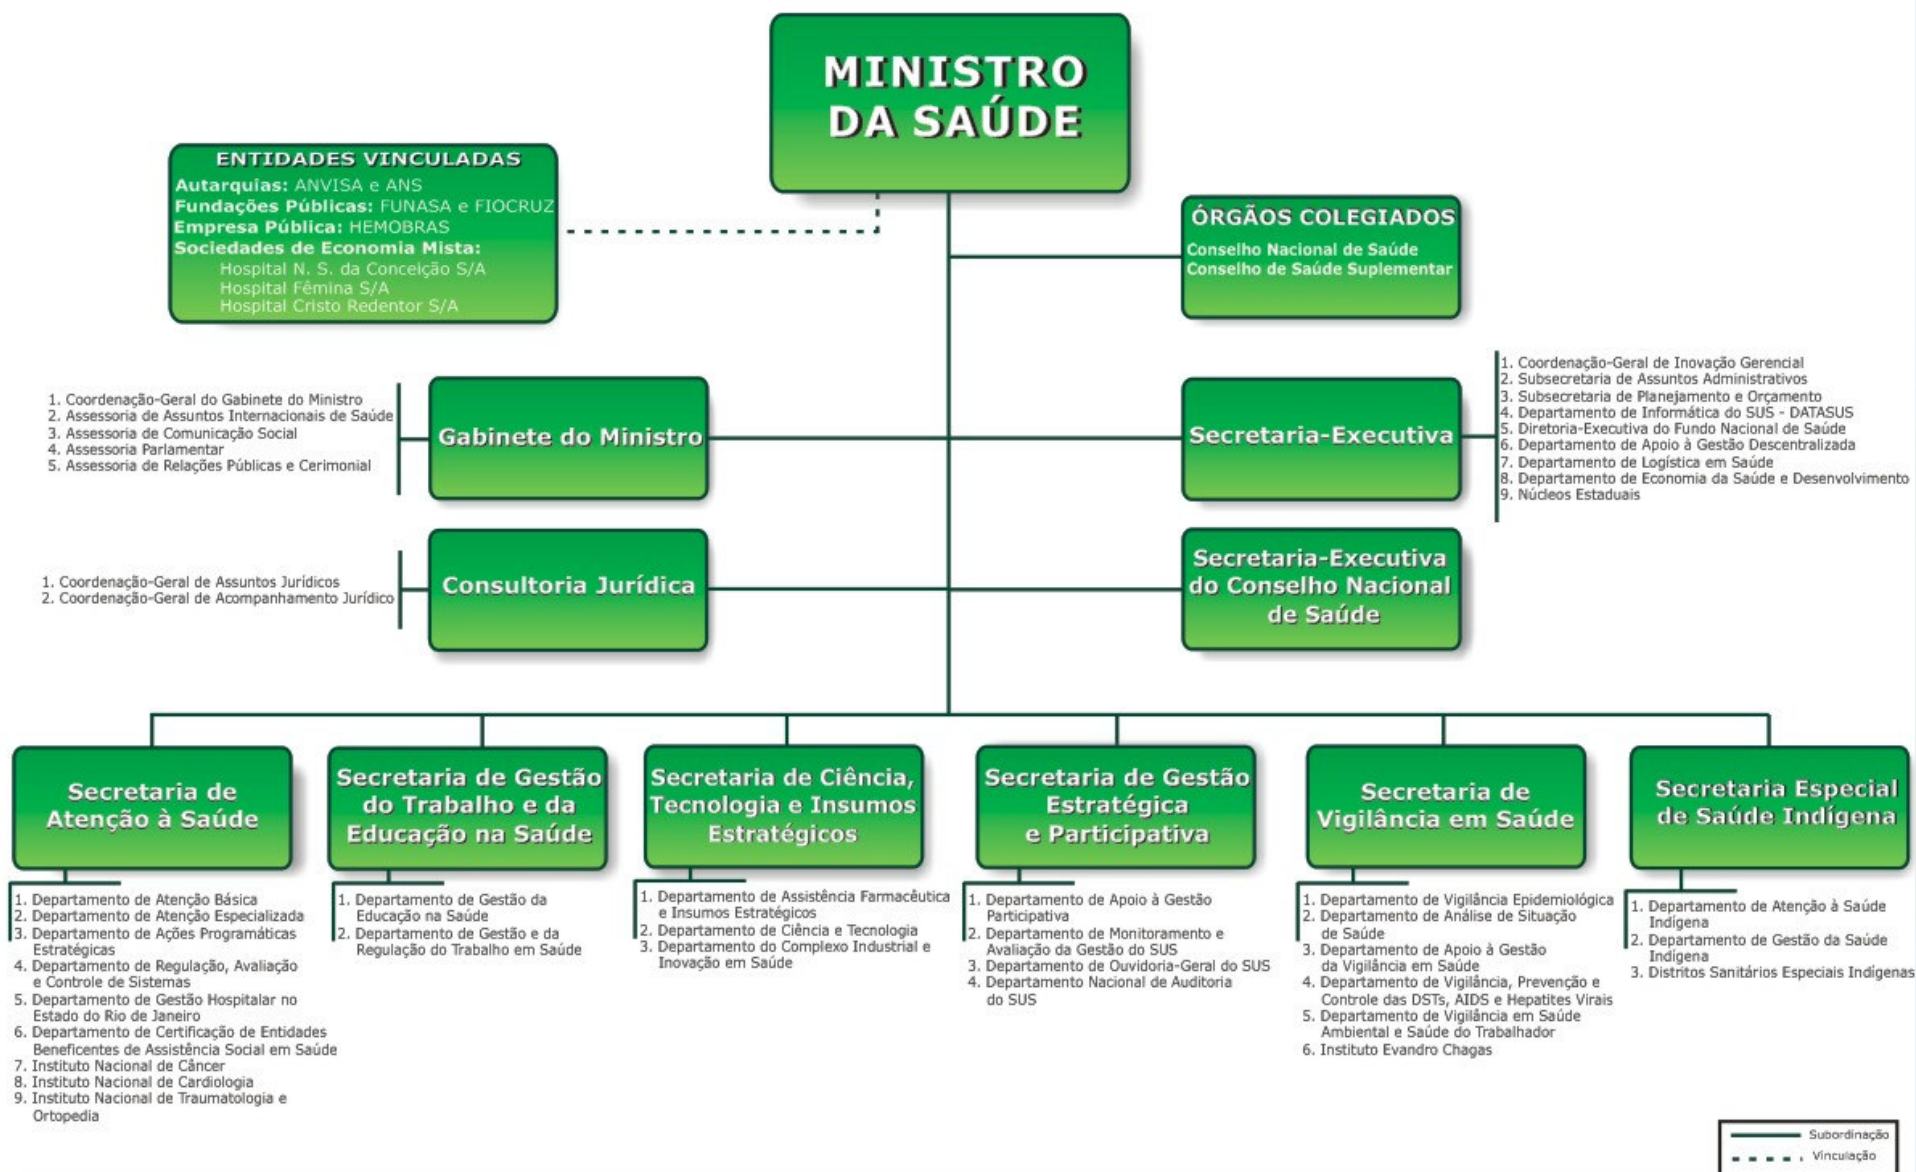 MINISTRO
DA SAÚDE
ENTIDADES VINCULADAS
Autarquias: ANVISA e ANS
Fundações Públicas: FUNASA e FIOCRUZ
Empresa Pública: HEMOBRAS
Sociedades de Economia Mista:
Hospital N. S. da Conceição S/A
Hospital Fêmina S/A
Hospital Cristo Redentor S/A
ÓRGÃOS COLEGIADOS
Conselho Nacional de Saúde
Conselho de Saúde Suplementar
1. Coordenação-Geral do Gabinete do Ministro
2. Assessoria de Assuntos Internacionais de Saúde
3. Assessoria de Comunicação Social
4. Assessoria Parlamentar
5. Assessoria de Relações Públicas e Cerimonial
Gabinete do Ministro
Secretaria-Executiva
1. Coordenação-Geral de Inovação Gerencial
2. Subsecretaria de Assuntos Administrativos
3. Subsecretaria de Planejamento e Orçamento
4. Departamento de Informática do SUS - DATASUS
5. Diretoria-Executiva do Fundo Nacional de Saúde
6. Departamento de Apoio à Gestão Descentralizada
7. Departamento de Logística em Saúde
8. Departamento de Economia da Saúde e Desenvolvimento
9. Núcleos Estaduais
1. Coordenação-Geral de Assuntos Jurídicos
2. Coordenação-Geral de Acompanhamento Jurídico
Consultoria Jurídica
Secretaria-Executiva
do Conselho Nacional
de Saúde
Secretaria de
Atenção à Saúde
1. Departamento de Atenção Básica
2. Departamento de Atenção Especializada
3. Departamento de Ações Programáticas
Estratégicas
4. Departamento de Regulação, Avaliação
e Controle de Sistemas
5. Departamento de Gestão Hospitalar no
Estado do Rio de Janeiro
6. Departamento de Certificação de Entidades
Beneficentes de Assistência Social em Saúde
7. Instituto Nacional de Câncer
8. Instituto Nacional de Cardiologia
9. Instituto Nacional de Traumatologia e
Ortopedia
Secretaria de Gestão
do Trabalho e da
Educação na Saúde
1. Departamento de Gestão da
Educação na Saúde
2. Departamento de Gestão e da
Regulação do Trabalho em Saúde
Secretaria de Ciência,
Tecnologia e Insumos
Estratégicos
1. Departamento de Assistência Farmacêutica
e Insumos Estratégicos
2. Departamento de Ciência e Tecnologia
3. Departamento do Complexo Industrial e
Inovação em Saúde
Secretaria de Gestão
Estratégica
e Participativa
1. Departamento de Apoio à Gestão
Participativa
2. Departamento de Monitoramento e
Avaliação da Gestão do SUS
3. Departamento de Ouvidoria-Geral do SUS
4. Departamento Nacional de Auditoria
do SUS
Secretaria de
Vigilância em Saúde
1. Departamento de Vigilância Epidemiológica
2. Departamento de Análise de Situação
de Saúde
3. Departamento de Apoio à Gestão
da Vigilância em Saúde
4. Departamento de Vigilância, Prevenção e
Controle das DSTs, AIDS e Hepatites Virais
5. Departamento de Vigilância em Saúde
Ambiental e Saúde do Trabalhador
6. Instituto Evandro Chagas
Secretaria Especial
de Saúde Indígena
1. Departamento de Atenção à Saúde
Indígena
2. Departamento de Gestão da Saúde
Indígena
3. Distritos Sanitários Especiais Indígenas
Subordinação
Vinculação